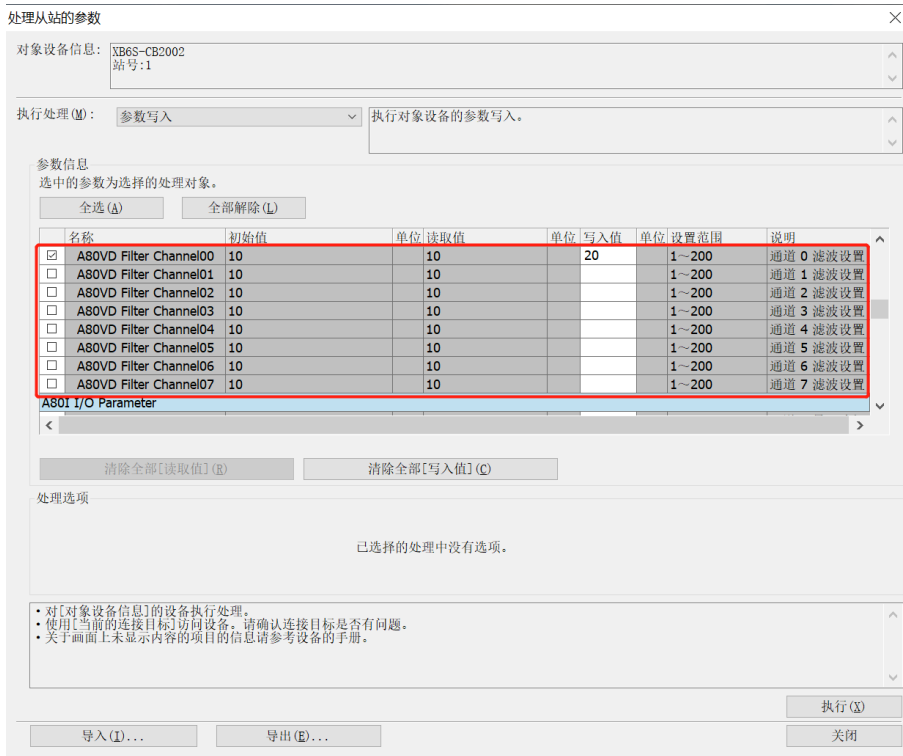 处理从站的参数
对象设备信息: XB6S-CB2002
站号:1
执行处理(M): 参数写入 执行对象设备的参数写入。
参数信息
选中的参数为选择的处理对象。
全选(A) 全部解除(L)
名称 初始值 单位 读取值 单位 写入值 单位 设置范围 说明
A80VD Filter Channel00 10 10 20 1~200 通道 0 滤波设置
A80VD Filter Channel01 10 10 1~200 通道 1 滤波设置
A80VD Filter Channel02 10 10 1~200 通道 2 滤波设置
A80VD Filter Channel03 10 10 1~200 通道 3 滤波设置
A80VD Filter Channel04 10 10 1~200 通道 4 滤波设置
A80VD Filter Channel05 10 10 1~200 通道 5 滤波设置
A80VD Filter Channel06 10 10 1~200 通道 6 滤波设置
A80VD Filter Channel07 10 10 1~200 通道 7 滤波设置
A80I I/O Parameter
清除全部[读取值](R) 清除全部[写入值](C)
处理选项
已选择的处理中没有选项。
・对[对象设备信息]的设备执行处理。
・使用[当前的连接目标]访问设备。请确认连接目标是否有问题。
・关于画面上未显示内容的项目的信息请参考设备的手册。
执行(X)
导入(I)... 导出(E)... 关闭